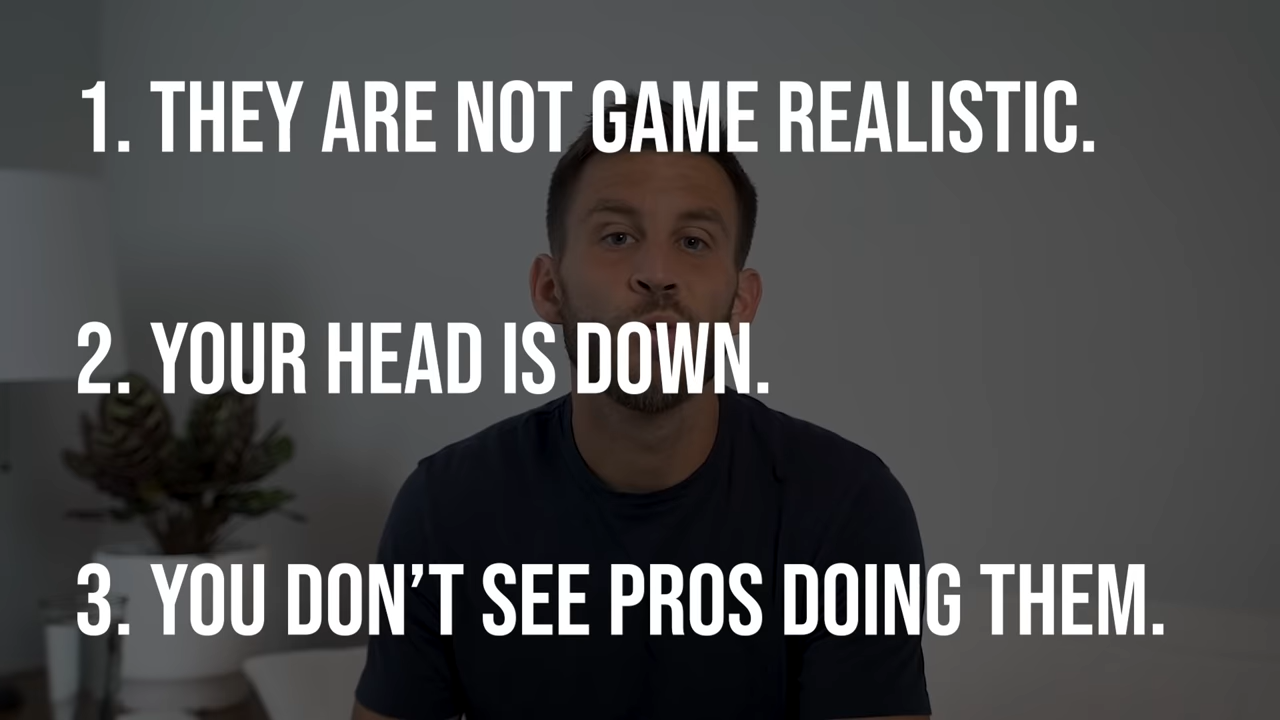 1. THEY ARE NOT GAME REALISTIC.
2. YOUR HEAD IS DOWN.
3. YOU DON'T SEE PROS DOING THEM.